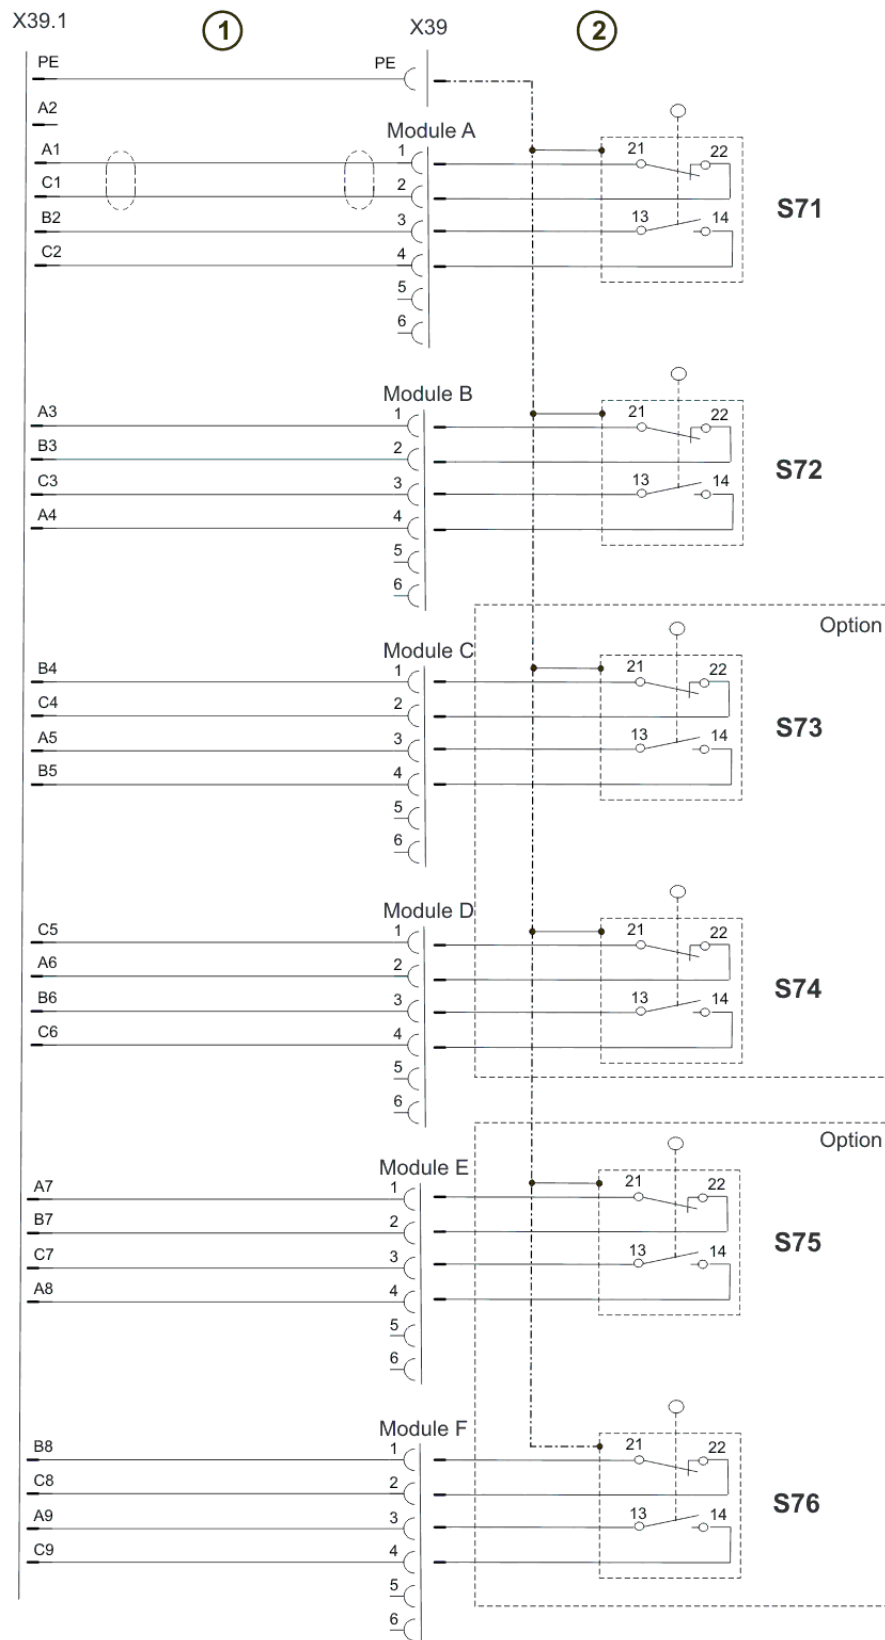 X39.1 1 X39 2
PE PE
A2
Module A
A1 1 21 22
C1 2
S71
B2 3 13 14
C2 4
5
6
Module B
A3 1 21 22
B3 2
S72
C3 3 13 14
A4 4
5
6
Option
Module C
B4 1 21 22
C4 2
S73
A5 3 13 14
B5 4
5
6
Module D
C5 1 21 22
A6 2
S74
B6 3 13 14
C6 4
5
6
Option
Module E
A7 1 21 22
B7 2
S75
C7 3 13 14
A8 4
5
6
Module F
B8 1 21 22
C8 2
S76
A9 3 13 14
C9 4
5
6